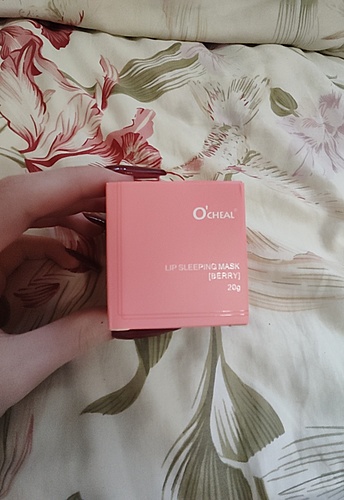 O'CHEAL
LIP SLEEPING MASK
[BERRY]
20g